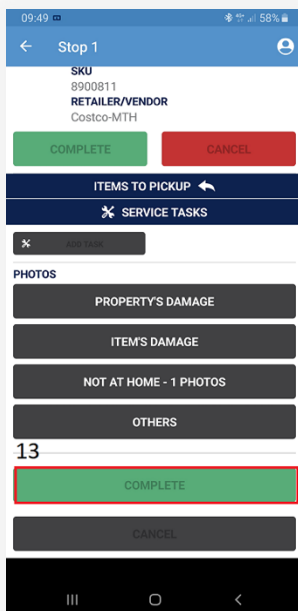 09:49 58%
Stop 1
SKU
8900811
RETAILER/VENDOR
Costco-MTH
COMPLETE CANCEL
ITEMS TO PICKUP
SERVICE TASKS
ADD TASK
PHOTOS
PROPERTY'S DAMAGE
ITEM'S DAMAGE
NOT AT HOME - 1 PHOTOS
OTHERS
13
COMPLETE
CANCEL